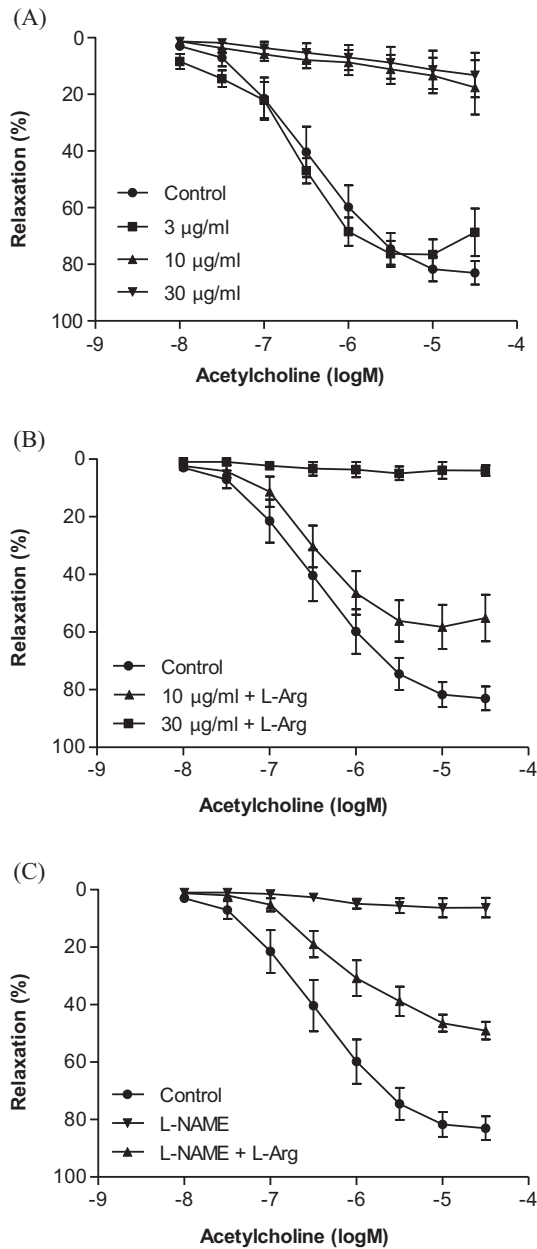 (A)
0
20
40
60
80
100
Relaxation (%)
Control
3 µg/ml
10 µg/ml
30 µg/ml
-9 -8 -7 -6 -5 -4
Acetylcholine (logM)
(B)
0
20
40
60
80
100
Relaxation (%)
Control
10 µg/ml + L-Arg
30 µg/ml + L-Arg
-9 -8 -7 -6 -5 -4
Acetylcholine (logM)
(C)
0
20
40
60
80
100
Relaxation (%)
Control
L-NAME
L-NAME + L-Arg
-9 -8 -7 -6 -5 -4
Acetylcholine (logM)